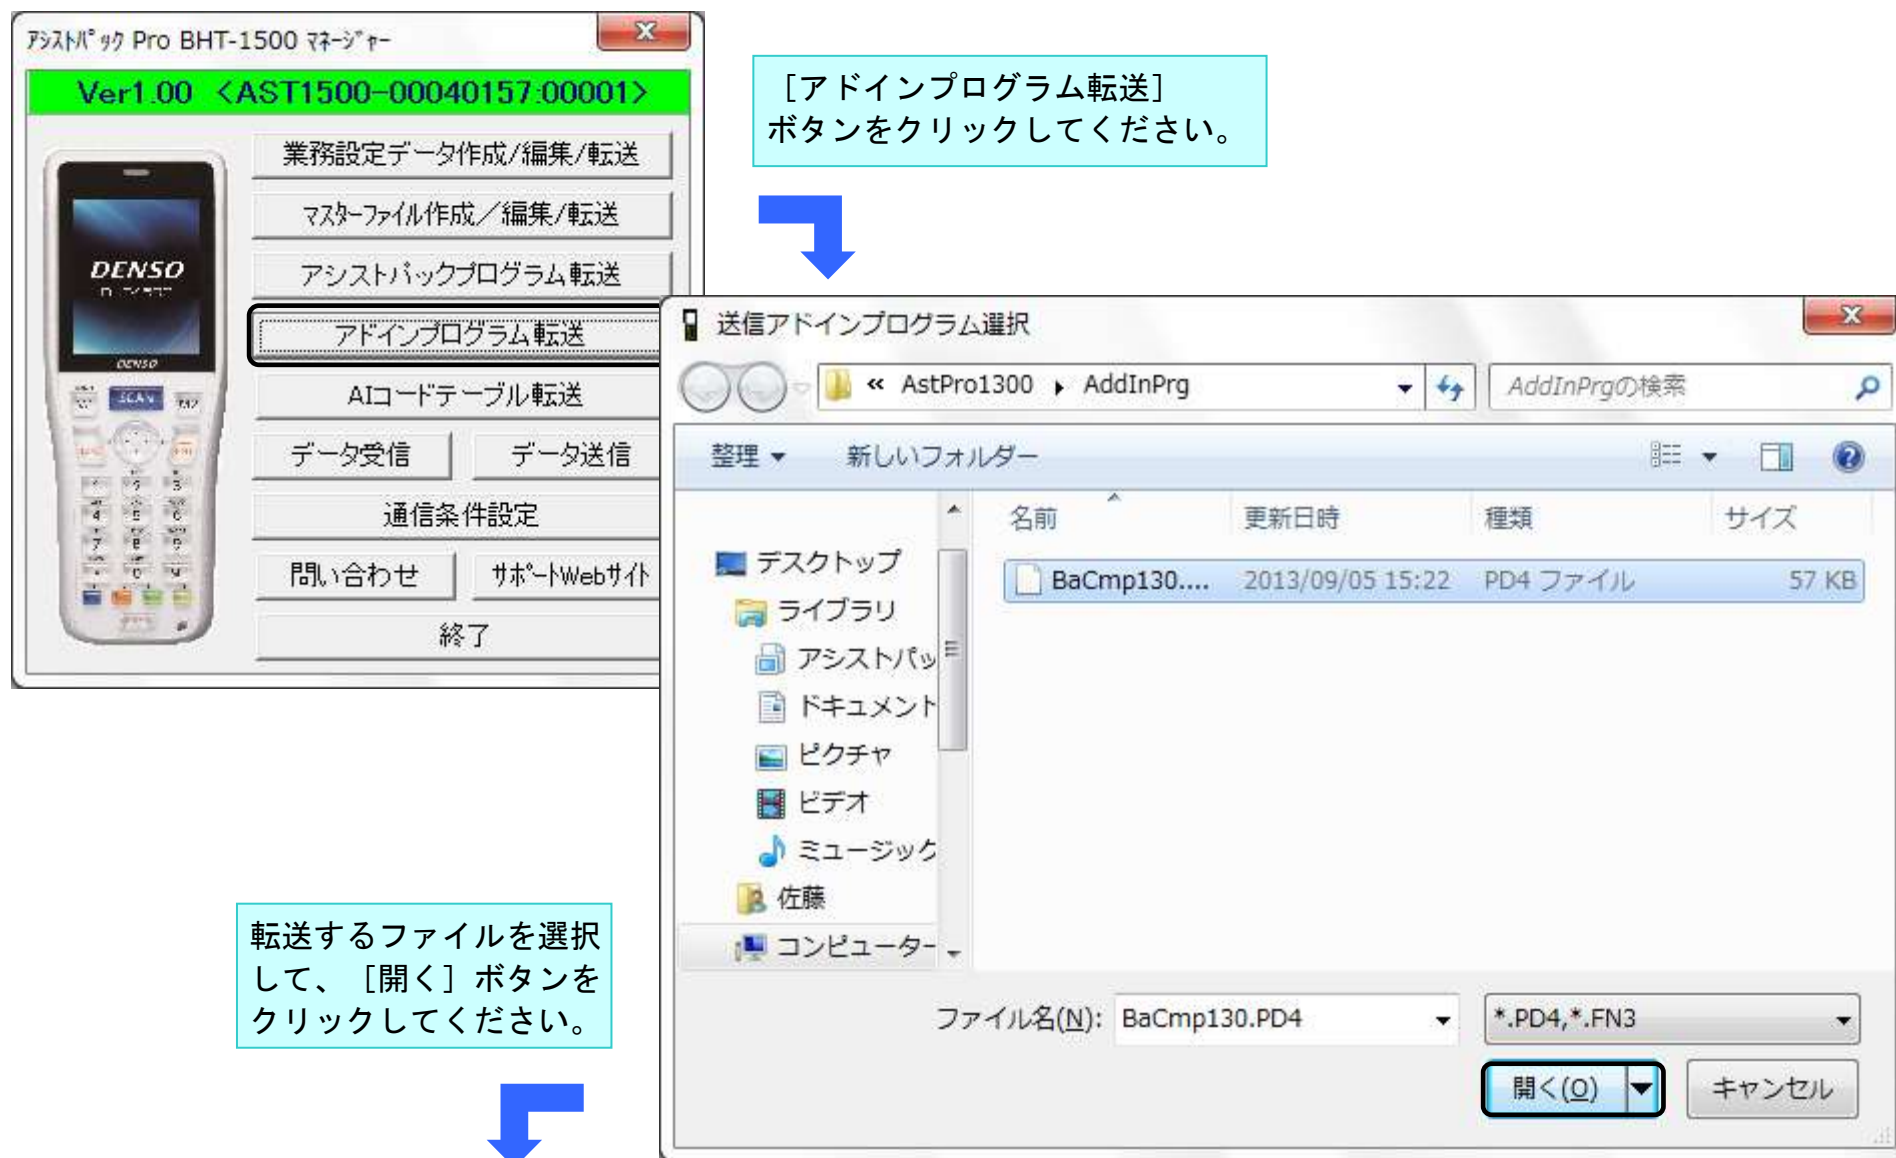 ｱｼｽﾄﾊﾟｯｸ Pro BHT-1500 ﾏﾈｰｼﾞｬｰ
Ver1.00 <AST1500-00040157:00001>
業務設定データ作成/編集/転送
ﾏｽﾀｰﾌｧｲﾙ作成／編集/転送
アシストパックプログラム転送
アドインプログラム転送
AIコードテーブル転送
データ受信
データ送信
通信条件設定
問い合わせ
ｻﾎﾟｰﾄWebｻｲﾄ
終了
DENSO
DENSO
SCAN
［アドインプログラム転送］
ボタンをクリックしてください。
送信アドインプログラム選択
« AstPro1300 ▸ AddInPrg
AddInPrgの検索
整理
新しいフォルダー
名前 更新日時 種類 サイズ
BaCmp130.... 2013/09/05 15:22 PD4 ファイル 57 KB
デスクトップ
ライブラリ
アシストパッ
ドキュメント
ピクチャ
ビデオ
ミュージック
佐藤
コンピューター
ファイル名(N): BaCmp130.PD4
*.PD4,*.FN3
開く(O)
キャンセル
転送するファイルを選択
して、［開く］ボタンを
クリックしてください。